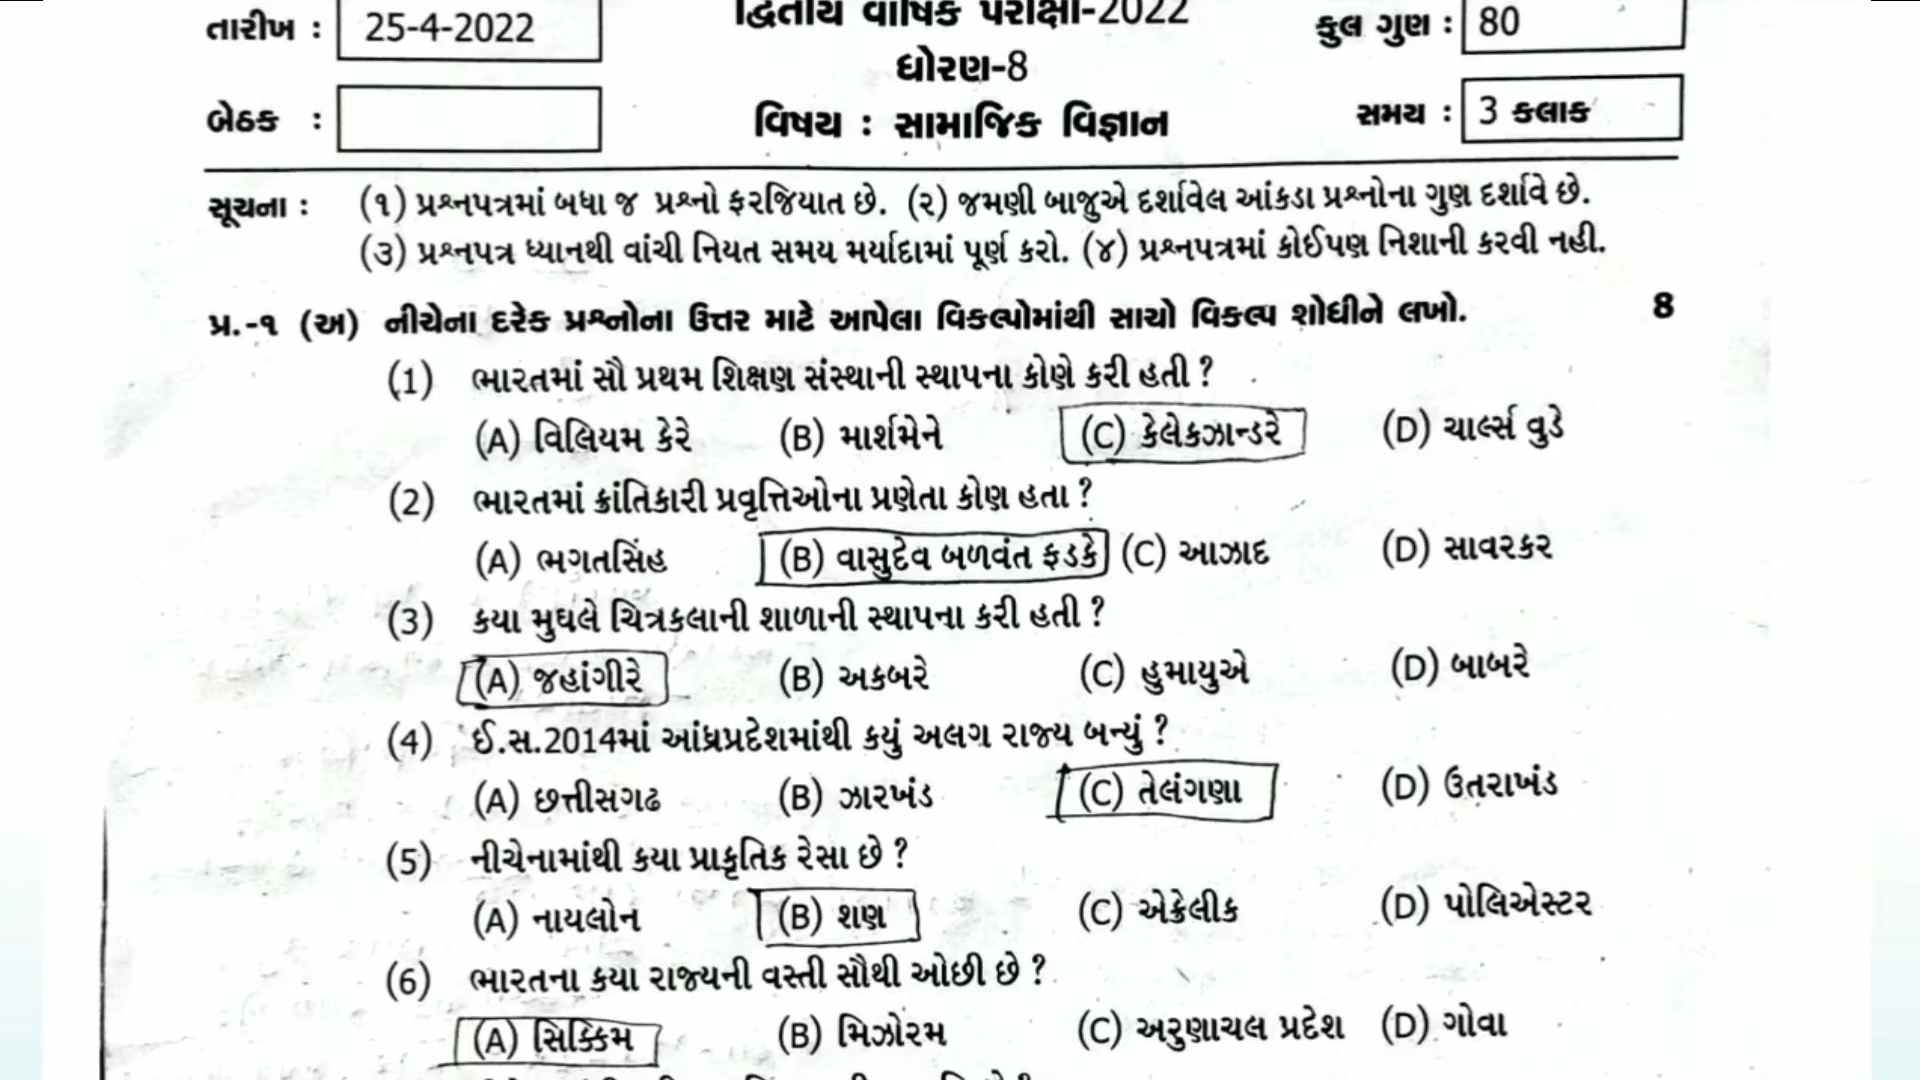 તારીખ : 25-4-2022 દ્વિતીય વાર્ષિક પરીક્ષા-2022 કુલ ગુણ : 80
ધોરણ-8
બેઠક : વિષય : સામાજિક વિજ્ઞાન સમય : 3 કલાક
સૂચના : (૧) પ્રશ્નપત્રમાં બધા જ પ્રશ્નો ફરજિયાત છે. (૨) જમણી બાજુએ દર્શાવેલ આંકડા પ્રશ્નોના ગુણ દર્શાવે છે.
(૩) પ્રશ્નપત્ર ધ્યાનથી વાંચી નિયત સમય મર્યાદામાં પૂર્ણ કરો. (૪) પ્રશ્નપત્રમાં કોઈપણ નિશાની કરવી નહી.
પ્ર.-૧ (અ) નીચેના દરેક પ્રશ્નોના ઉત્તર માટે આપેલા વિકલ્પોમાંથી સાચો વિકલ્પ શોધીને લખો. 8
(1) ભારતમાં સૌ પ્રથમ શિક્ષણ સંસ્થાની સ્થાપના કોણે કરી હતી ?
(A) વિલિયમ કેરે (B) માર્શમેને (C) કેલેકઝાન્ડરે (D) ચાર્લ્સ વુડે
(2) ભારતમાં ક્રાંતિકારી પ્રવૃત્તિઓના પ્રણેતા કોણ હતા ?
(A) ભગતસિંહ (B) વાસુદેવ બળવંત ફડકે (C) આઝાદ (D) સાવરકર
(3) કયા મુઘલે ચિત્રકલાની શાળાની સ્થાપના કરી હતી ?
(A) જહાંગીરે (B) અકબરે (C) હુમાયુએ (D) બાબરે
(4) ઈ.સ.2014માં આંધ્રપ્રદેશમાંથી કયું અલગ રાજ્ય બન્યું ?
(A) છત્તીસગઢ (B) ઝારખંડ (C) તેલંગણા (D) ઉતરાખંડ
(5) નીચેનામાંથી કયા પ્રાકૃતિક રેસા છે ?
(A) નાયલોન (B) શણ (C) એક્રેલીક (D) પોલિએસ્ટર
(6) ભારતના કયા રાજ્યની વસ્તી સૌથી ઓછી છે ?
(A) સિક્કિમ (B) મિઝોરમ (C) અરુણાચલ પ્રદેશ (D) ગોવા